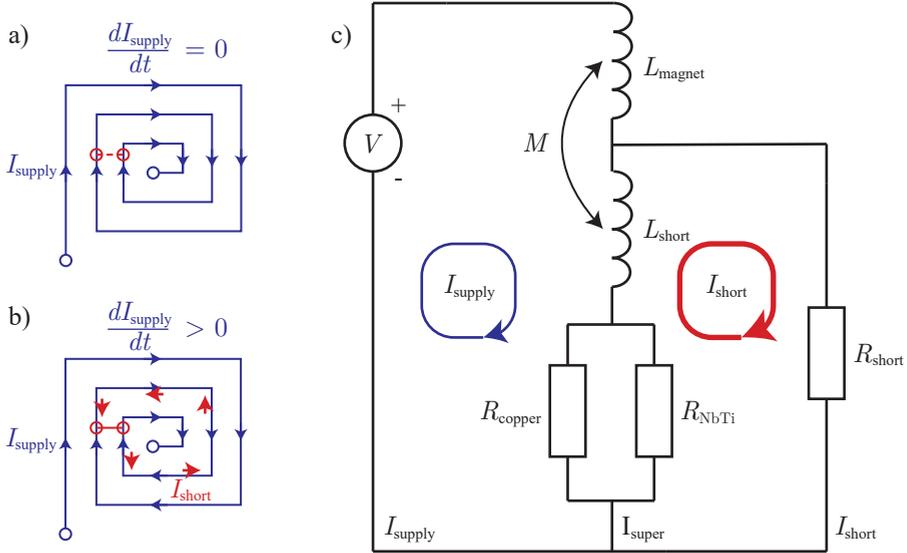 a)
dI_supply/dt = 0
I_supply
b)
dI_supply/dt > 0
I_supply
I_short
c)
L_magnet
+
V
-
M
L_short
I_supply
I_short
R_copper
R_NbTi
R_short
I_supply
I_super
I_short